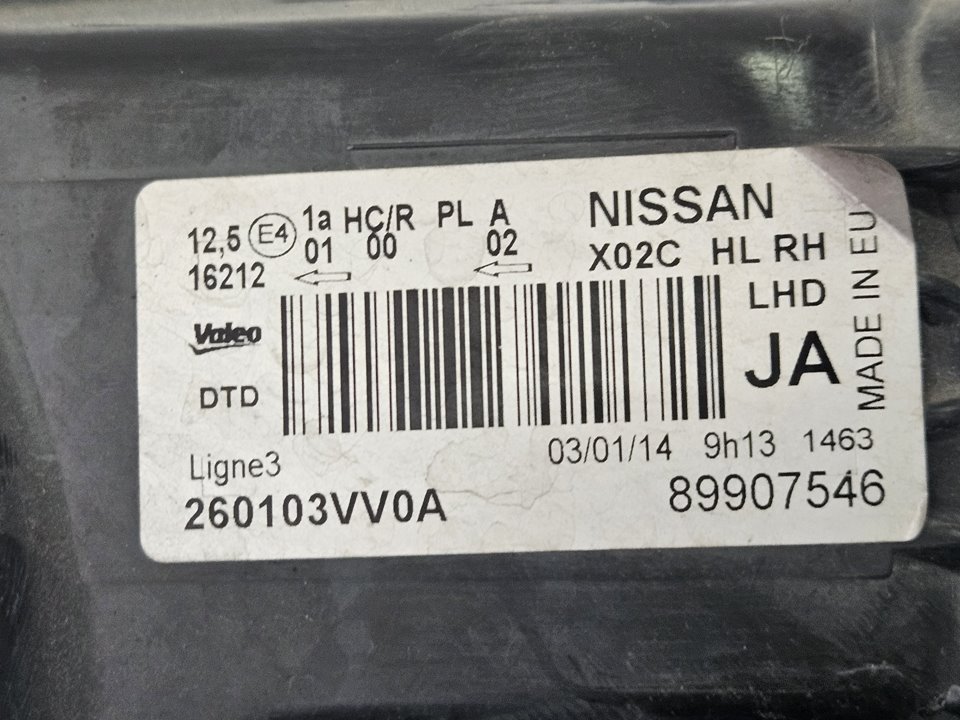 12,5 E4 1a HC/R PL A
01 00 02
16212
NISSAN
X02C HL RH
LHD
JA
MADE IN EU
Valeo
DTD
Ligne3
03/01/14 9h13 1463
260103VV0A
89907546